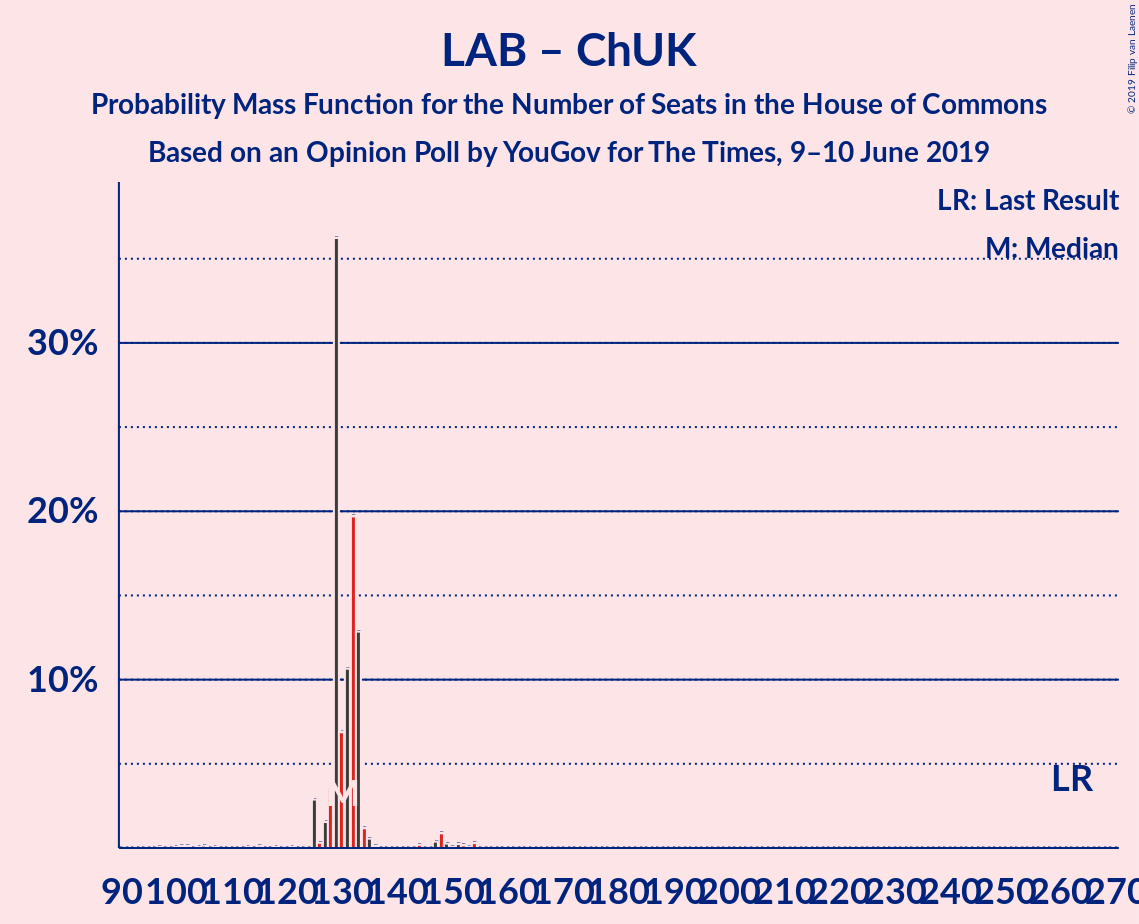 LAB – ChUK
Probability Mass Function for the Number of Seats in the House of Commons
Based on an Opinion Poll by YouGov for The Times, 9–10 June 2019
© 2019 Filip van Laenen
LR: Last Result
M: Median
30%
20%
10%
M
LR
90 100 110 120 130 140 150 160 170 180 190 200 210 220 230 240 250 260 270